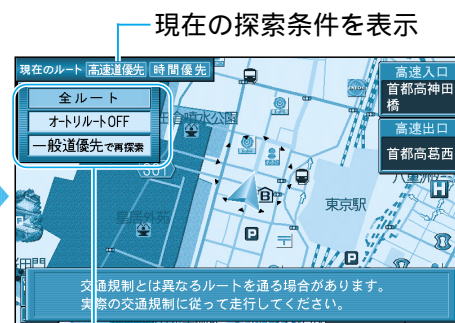 現在の探索条件を表示
現在のルート 高速道優先 時間優先
高速入口
首都高神田
橋
全ルート
オートリルートOFF
一般道優先で再探索
高速出口
首都高葛西
東京駅
皇居外苑
交通規制とは異なるルートを通る場合があります。
実際の交通規制に従って走行してください。